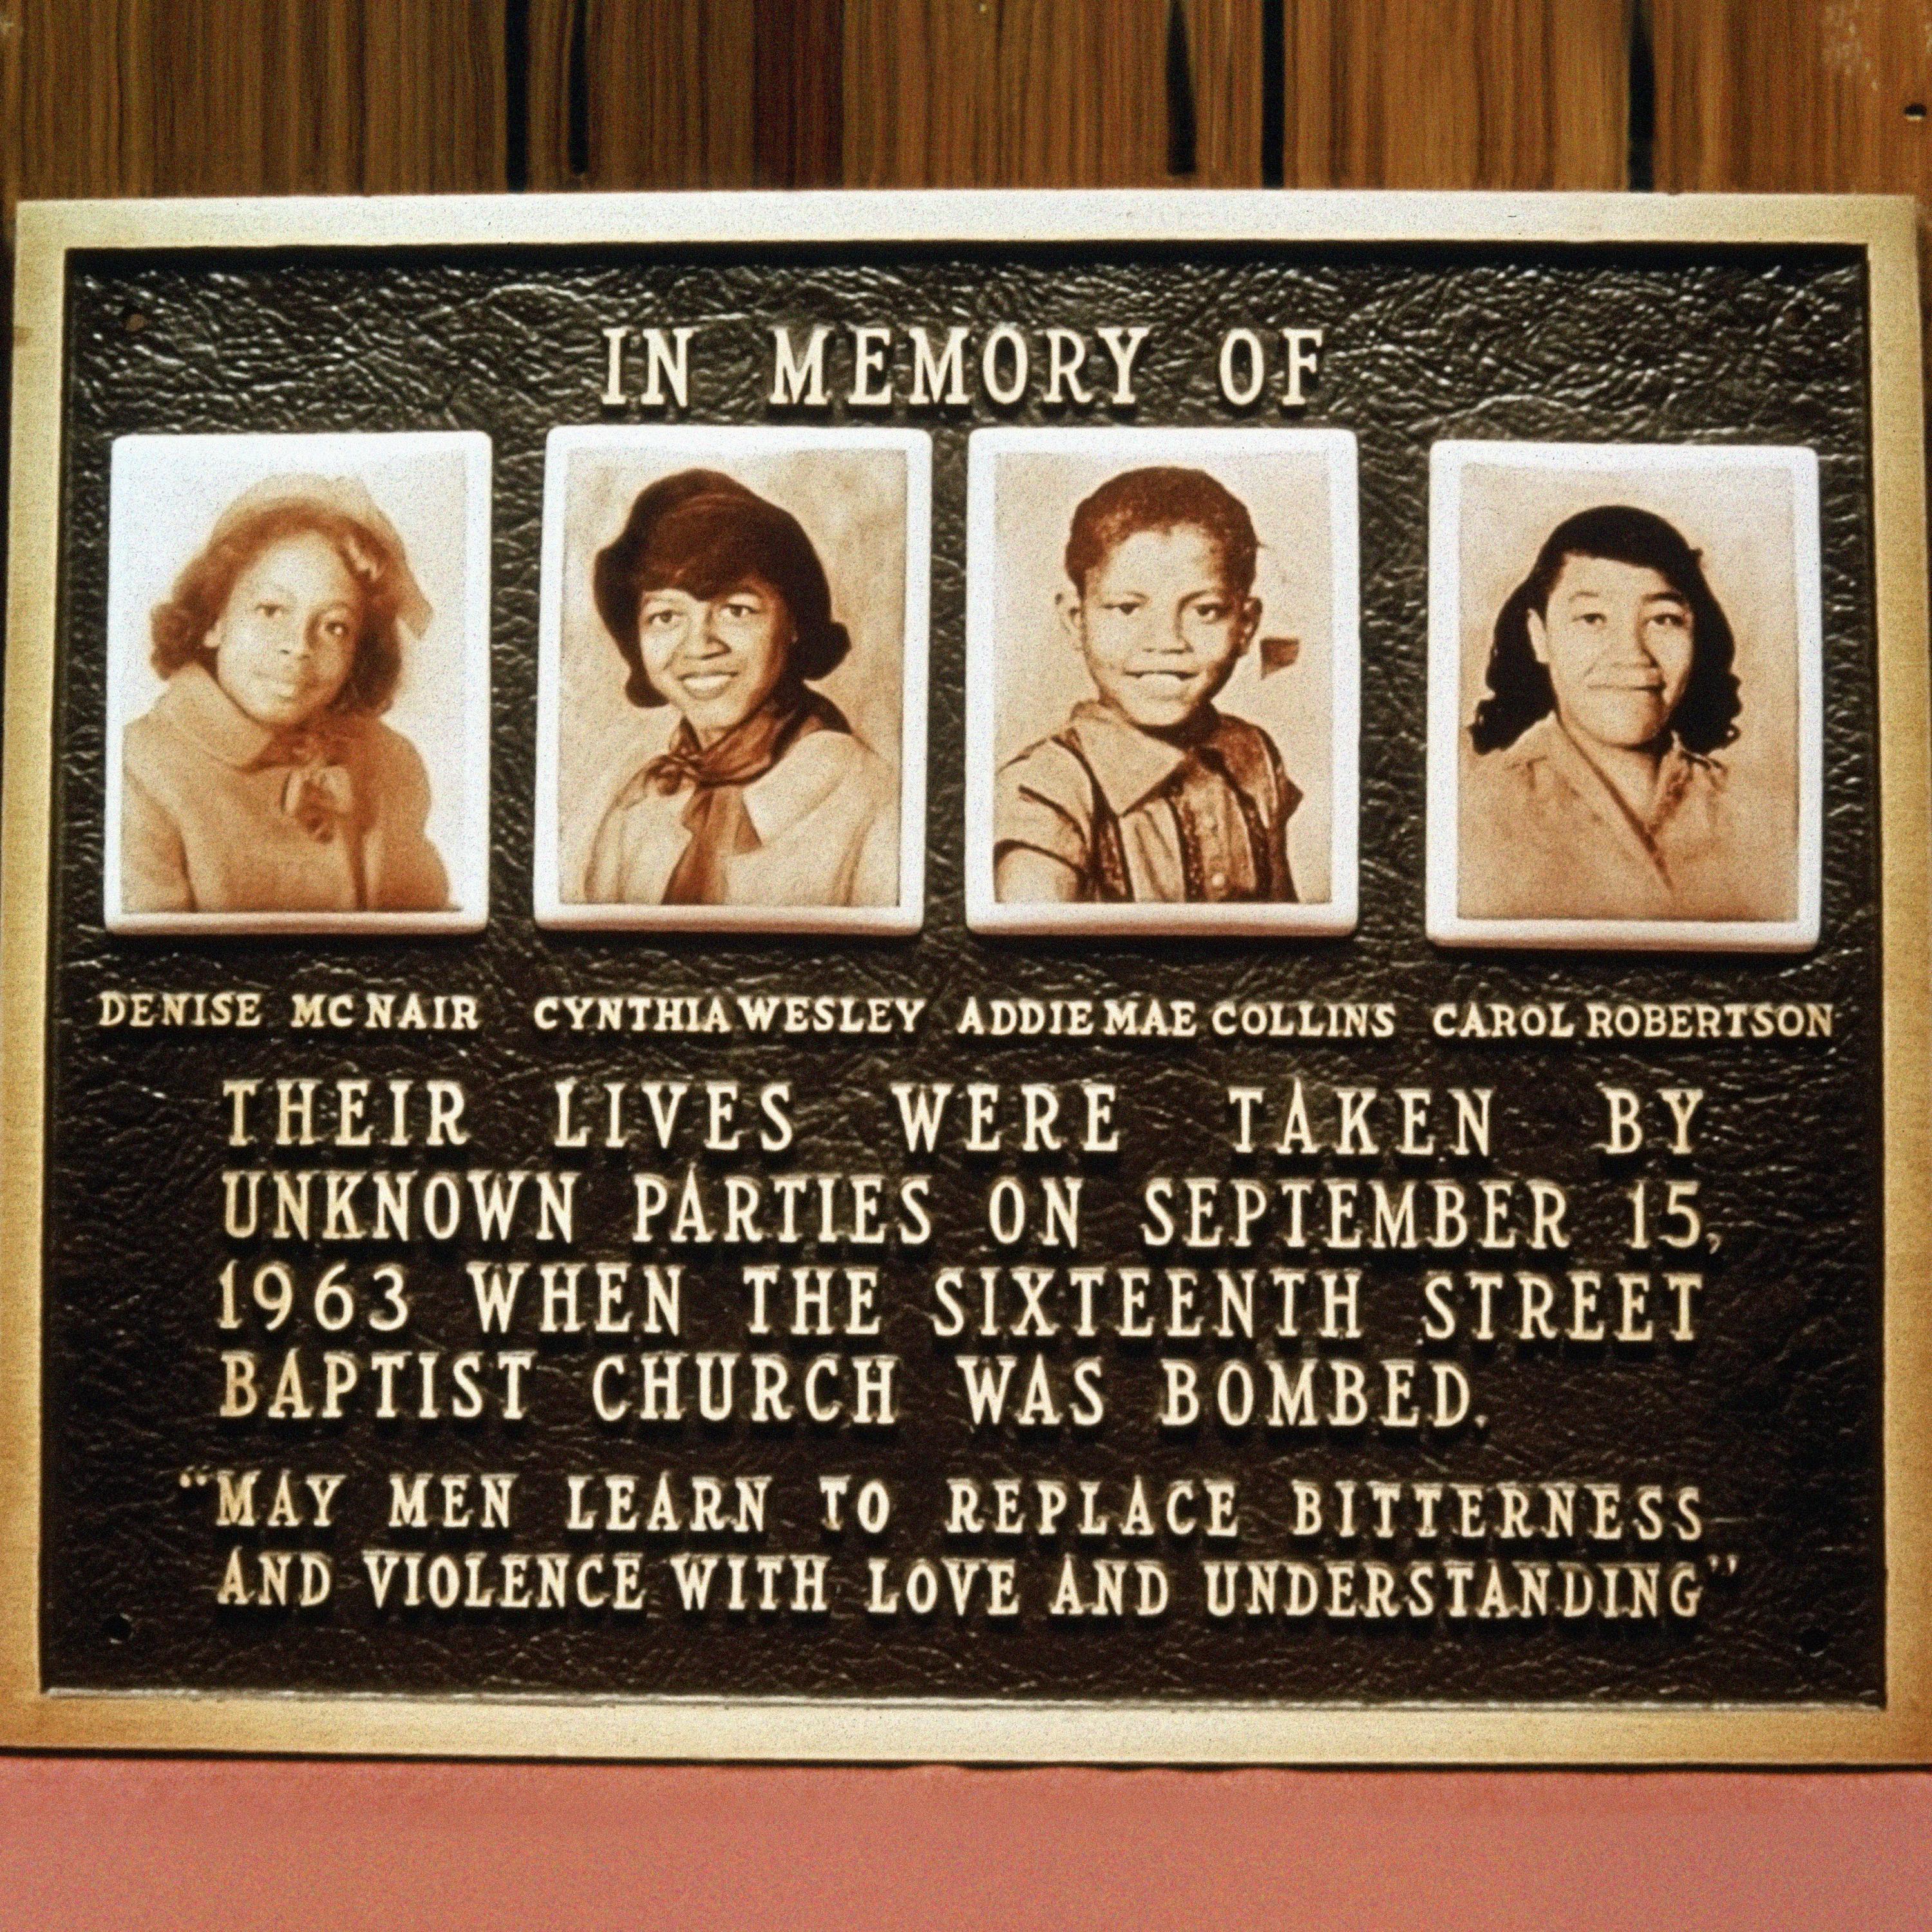 IN MEMORY OF
DENISE MCNAIR CYNTHIA WESLEY ADDIE MAE COLLINS CAROL ROBERTSON
THEIR LIVES WERE TAKEN BY
UNKNOWN PARTIES ON SEPTEMBER 15,
1963 WHEN THE SIXTEENTH STREET
BAPTIST CHURCH WAS BOMBED.
"MAY MEN LEARN TO REPLACE BITTERNESS
AND VIOLENCE WITH LOVE AND UNDERSTANDING"